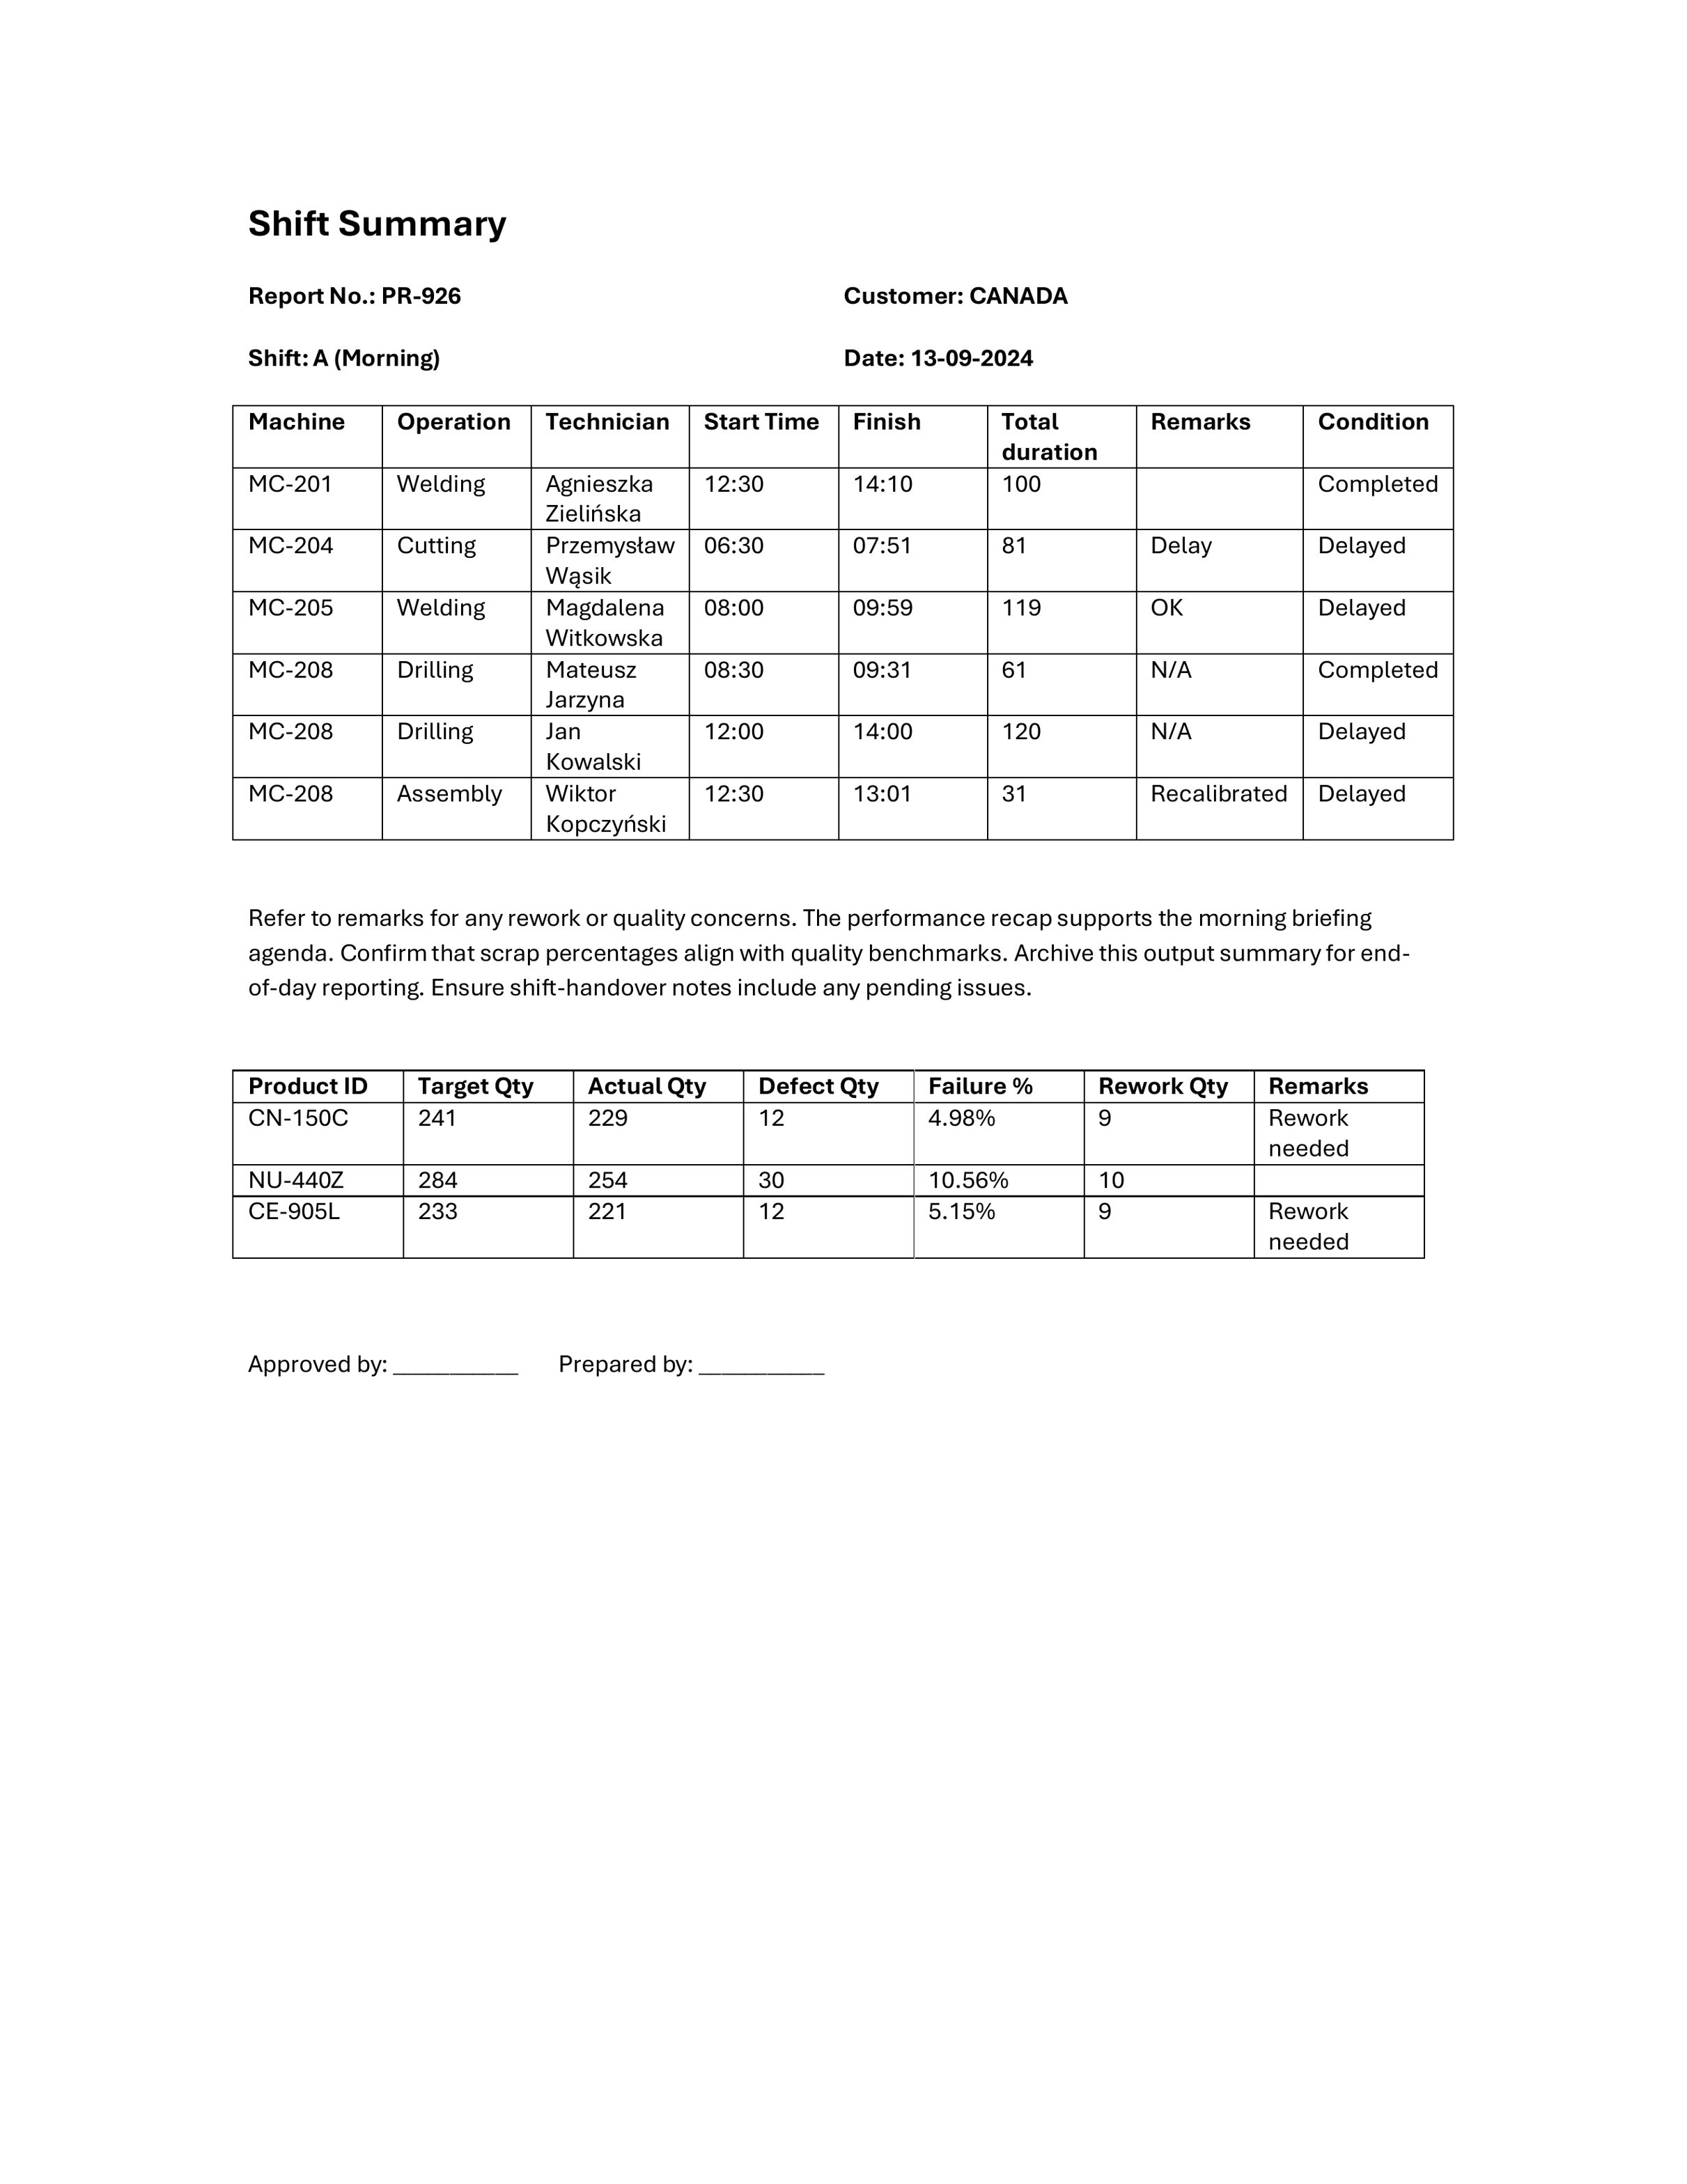 Shift Summary
Report No.: PR-926 Customer: CANADA
Shift: A (Morning) Date: 13-09-2024
Machine Operation Technician Start Time Finish Total duration Remarks Condition
MC-201 Welding Agnieszka Zielińska 12:30 14:10 100 Completed
MC-204 Cutting Przemysław Wąsik 06:30 07:51 81 Delay Delayed
MC-205 Welding Magdalena Witkowska 08:00 09:59 119 OK Delayed
MC-208 Drilling Mateusz Jarzyna 08:30 09:31 61 N/A Completed
MC-208 Drilling Jan Kowalski 12:00 14:00 120 N/A Delayed
MC-208 Assembly Wiktor Kopczyński 12:30 13:01 31 Recalibrated Delayed
Refer to remarks for any rework or quality concerns. The performance recap supports the morning briefing
agenda. Confirm that scrap percentages align with quality benchmarks. Archive this output summary for end-
of-day reporting. Ensure shift-handover notes include any pending issues.
Product ID Target Qty Actual Qty Defect Qty Failure % Rework Qty Remarks
CN-150C 241 229 12 4.98% 9 Rework needed
NU-440Z 284 254 30 10.56% 10
CE-905L 233 221 12 5.15% 9 Rework needed
Approved by: ___________ Prepared by: ___________